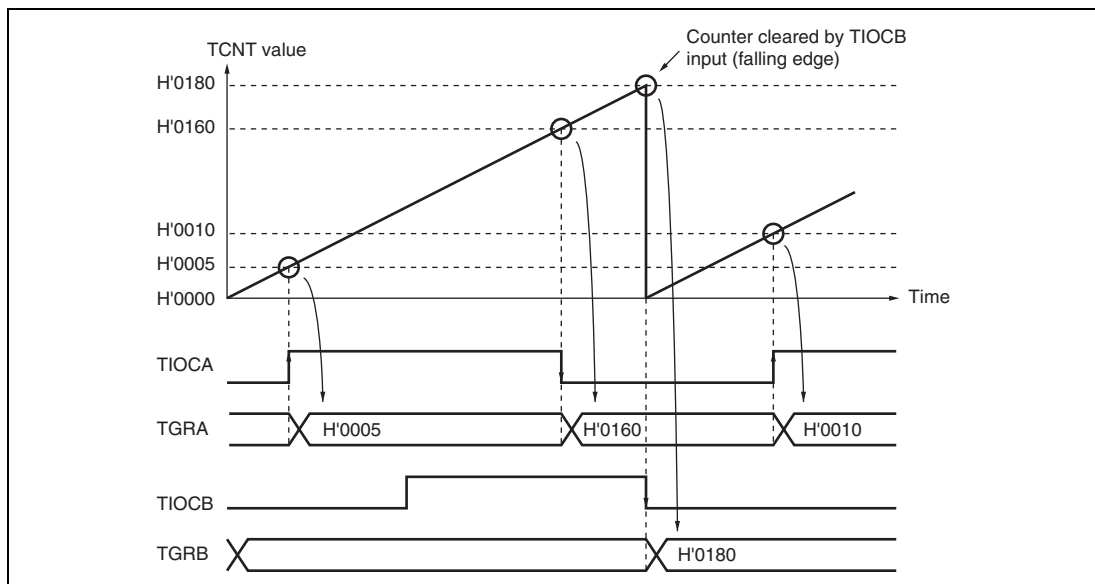 Counter cleared by TIOCB
input (falling edge)
TCNT value
H'0180
H'0160
H'0010
H'0005
H'0000
Time
TIOCA
TGRA
H'0005
H'0160
H'0010
TIOCB
TGRB
H'0180